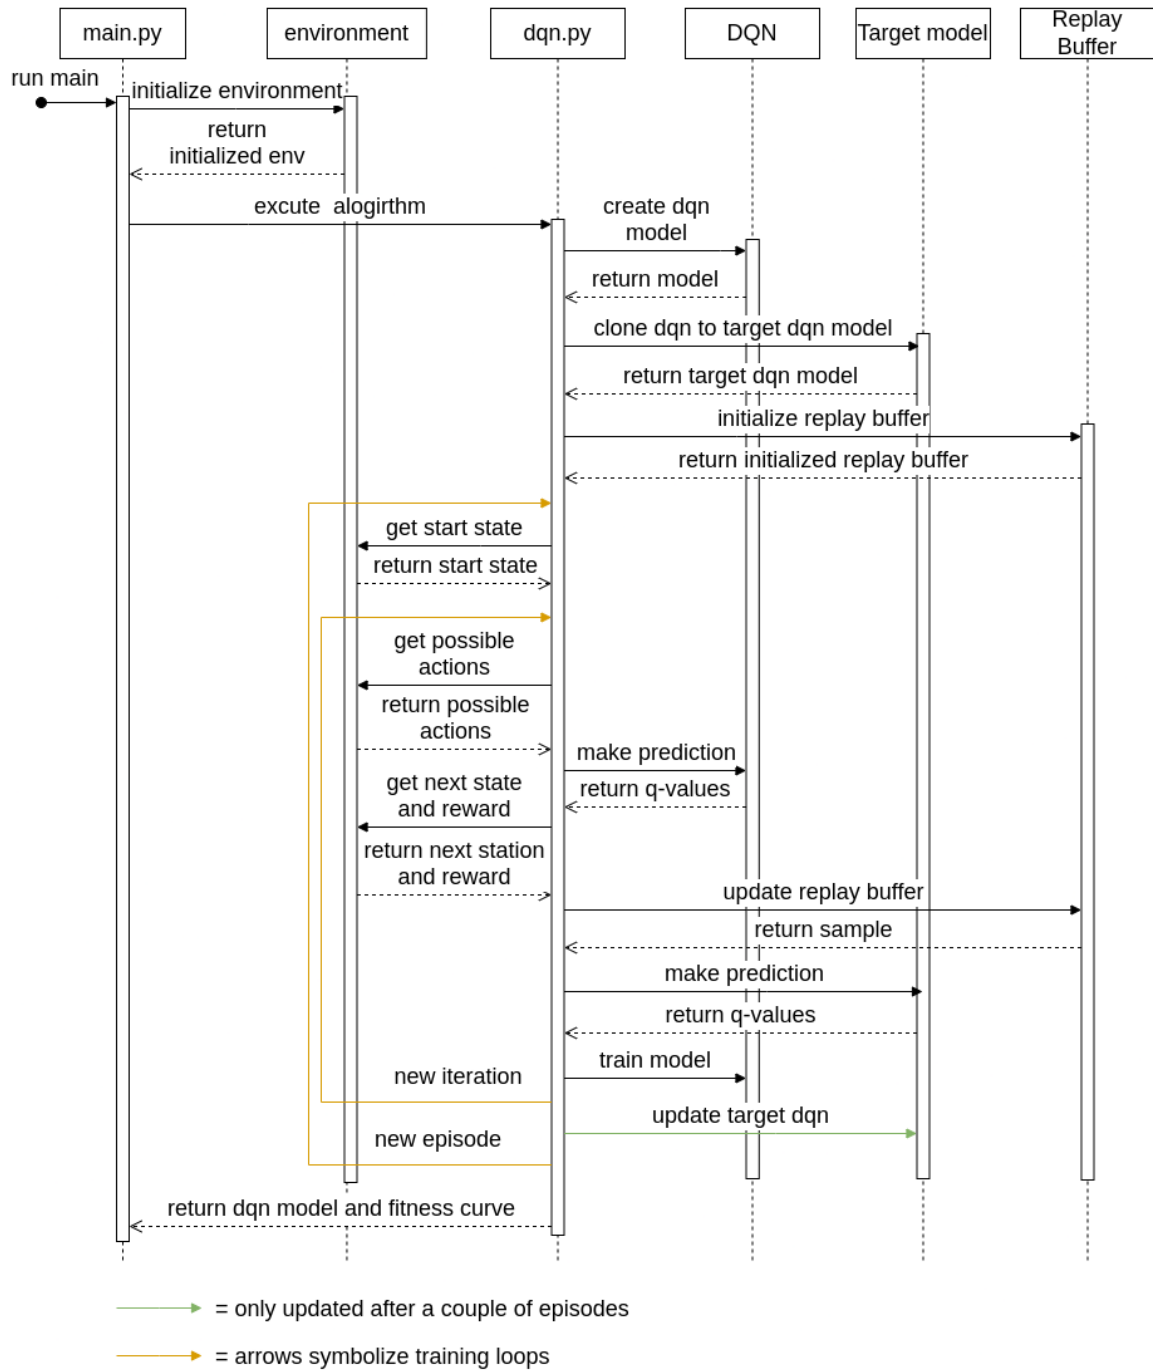 main.py
environment
dqn.py
DQN
Target model
Replay
Buffer
run main
initialize environment
return
initialized env
excute  alogirthm
create dqn
model
return model
clone dqn to target dqn model
return target dqn model
initialize replay buffer
return initialized replay buffer
get start state
return start state
get possible
actions
return possible
actions
make prediction
get next state
and reward
return q-values
return next station
and reward
update replay buffer
return sample
make prediction
return q-values
train model
new iteration
update target dqn
new episode
return dqn model and fitness curve
= only updated after a couple of episodes
= arrows symbolize training loops